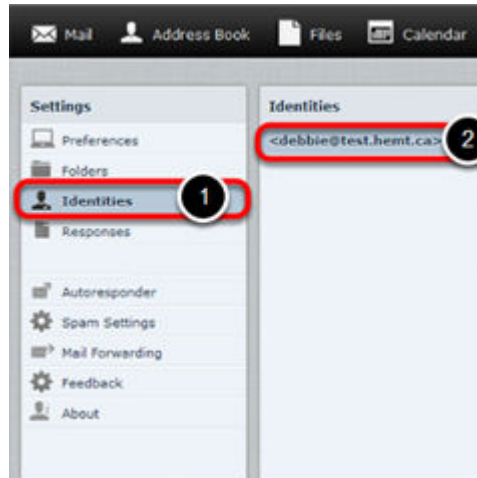 Mail Address Book Files Calendar
Settings
Preferences
Folders
Identities 1
Responses
Autoresponder
Spam Settings
Mail Forwarding
Feedback
About
Identities
<debbie@test.hemt.ca> 2